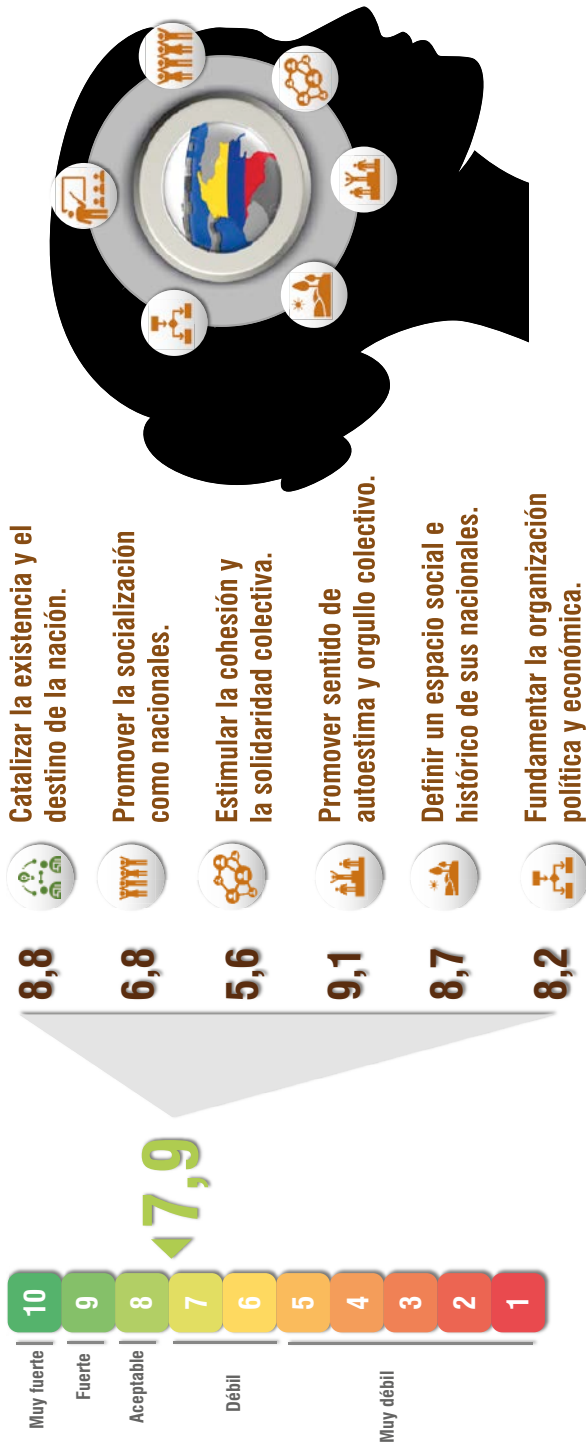 Muy fuerte
Fuerte
Aceptable
Débil
Muy débil
10
9
8
7
6
5
4
3
2
1
7,9
8,8
Catalizar la existencia y el
destino de la nación.
6,8
Promover la socialización
como nacionales.
5,6
Estimular la cohesión y
la solidaridad colectiva.
9,1
Promover sentido de
autoestima y orgullo colectivo.
8,7
Definir un espacio social e
histórico de sus nacionales.
8,2
Fundamentar la organización
política y económica.